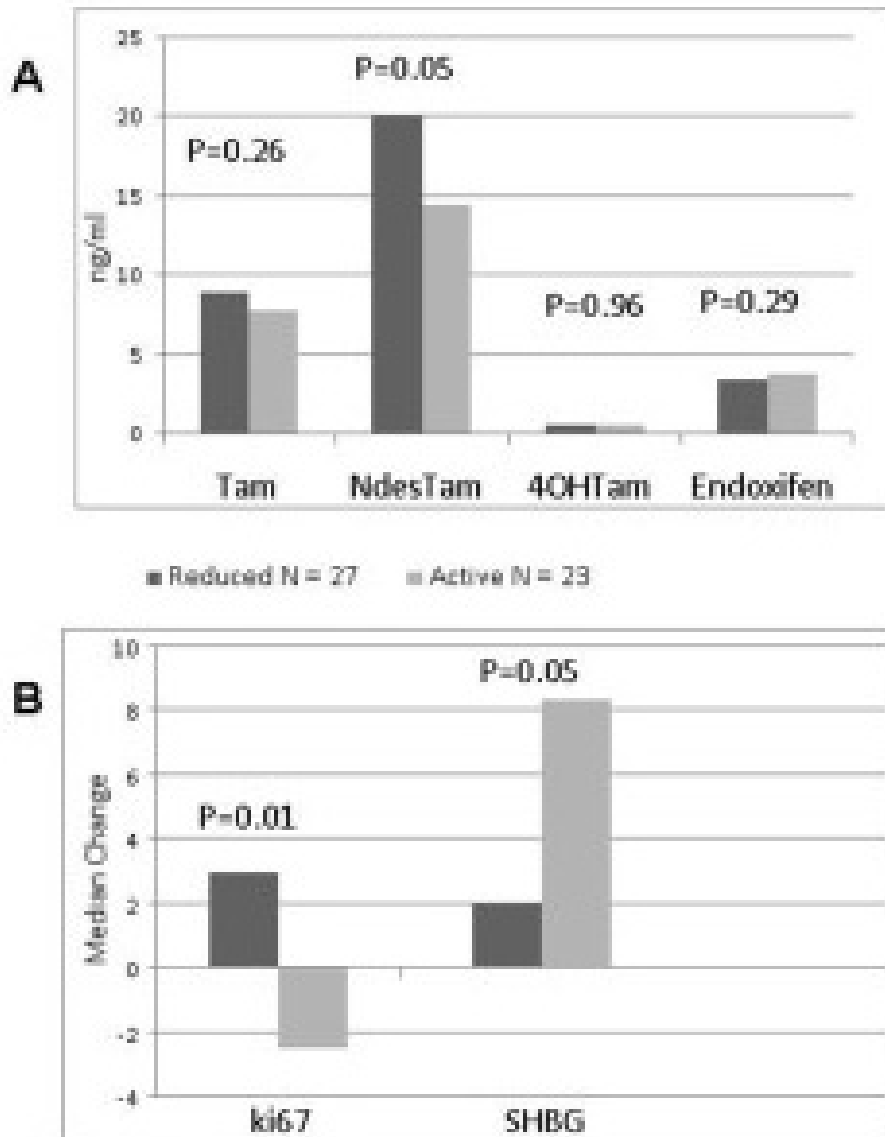 A
25
P=0.05
20
P=0.26
15
ng/ml
10
P=0.96 P=0.29
5
0
Tam NdesTam 4OHTam Endoxifen
Reduced N = 27 Active N = 23
B
10
P=0.05
8
6
P=0.01
4
Median Change
2
0
-2
-4
ki67 SHBG